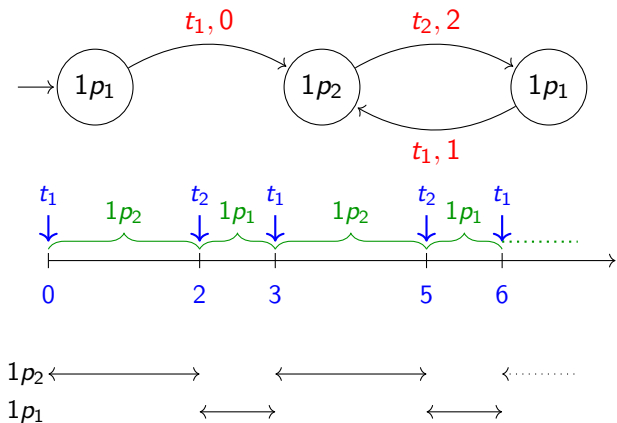 t₁, 0 t₂, 2
1p₁ 1p₂ 1p₁
t₁, 1
t₁ t₂ t₁ t₂ t₁
1p₂ 1p₁ 1p₂ 1p₁
0 2 3 5 6
1p₂
1p₁